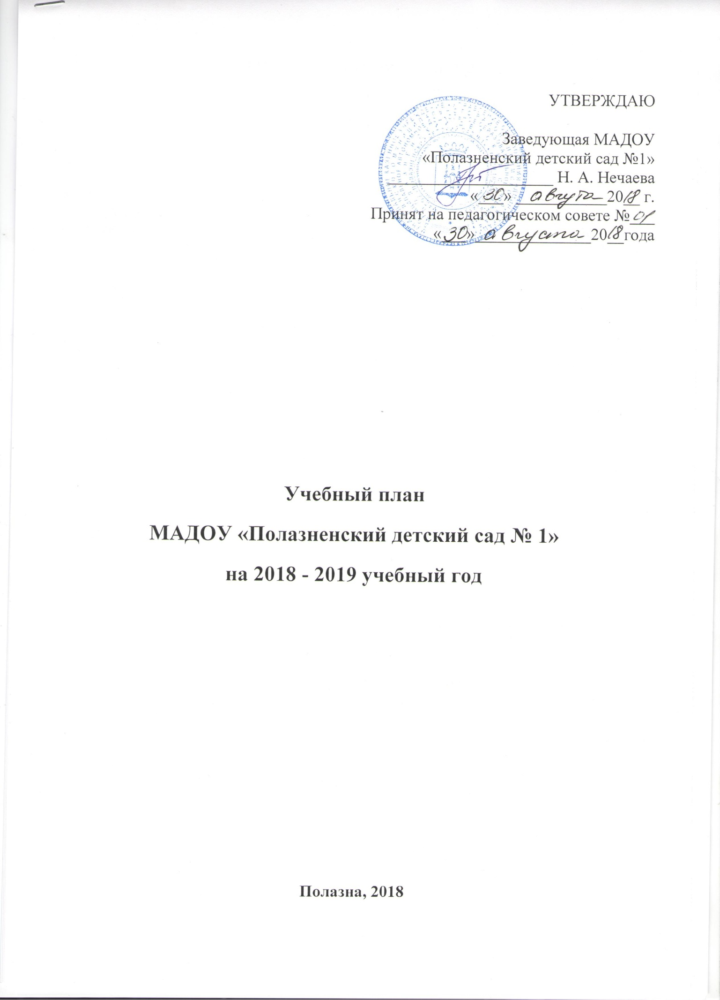 УТВЕРЖДАЮ
Заведующая МАДОУ
«Полазненский детский сад №1»
____________________ Н. А. Нечаева
«30» августа 2018 г.
Принят на педагогическом совете № 01
«30» августа 2018 года
Учебный план
МАДОУ «Полазненский детский сад № 1»
на 2018 - 2019 учебный год
Полазна, 2018